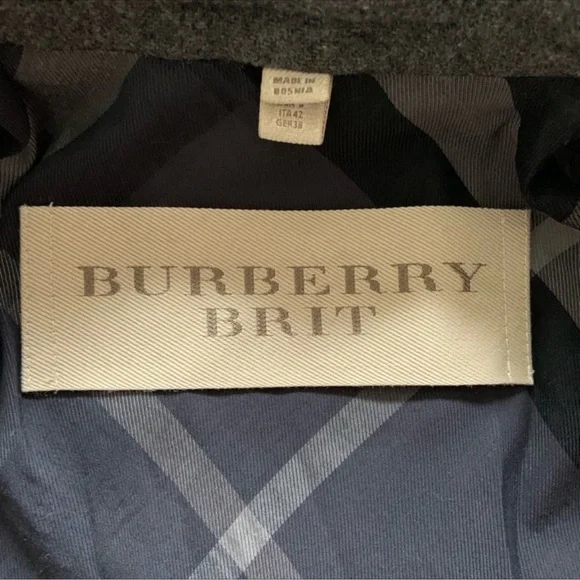 MADE IN
BOSNIA
ITA 42
GER 38
BURBERRY
BRIT